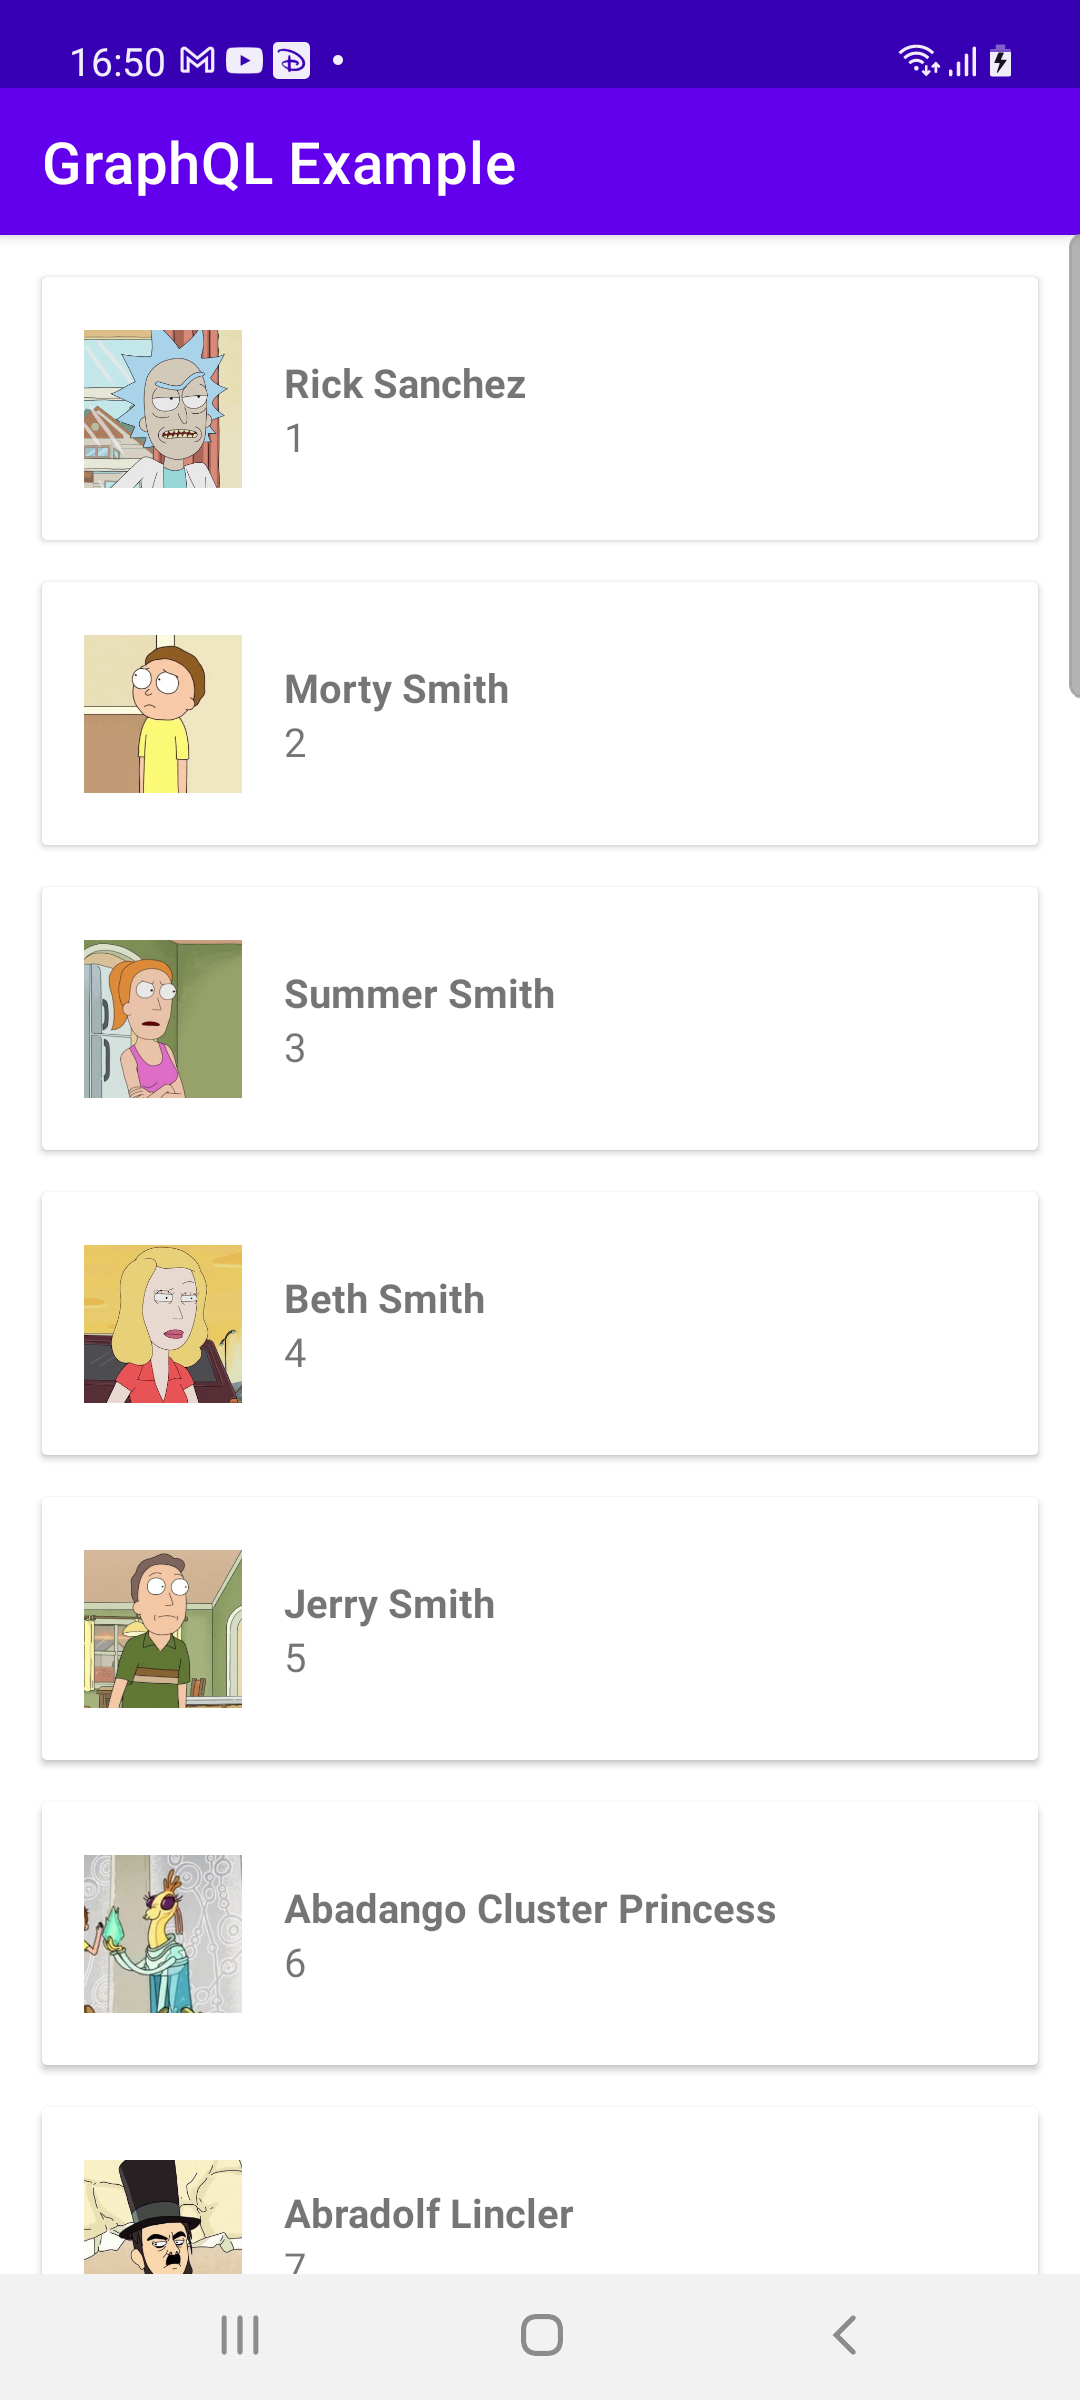 16:50
GraphQL Example
Rick Sanchez
1
Morty Smith
2
Summer Smith
3
Beth Smith
4
Jerry Smith
5
Abadango Cluster Princess
6
Abradolf Lincler
7